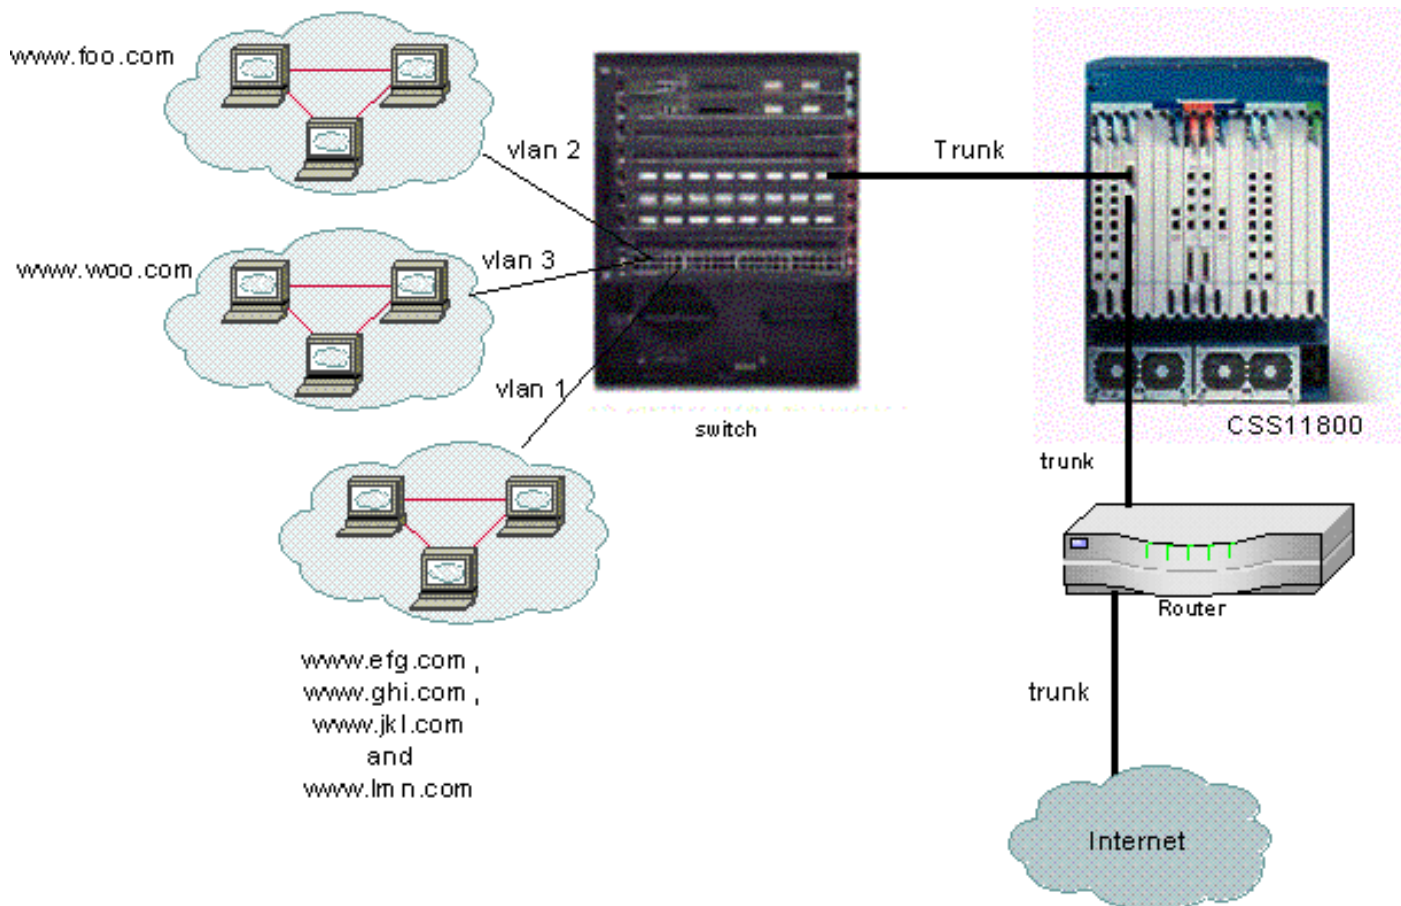 www.foo.com
vlan 2
Trunk
www.woo.com
vlan 3
vlan 1
switch
CSS11800
trunk
Router
www.efg.com ,
www.ghi.com ,
www.jkl.com
and
www.lmn.com
trunk
Internet